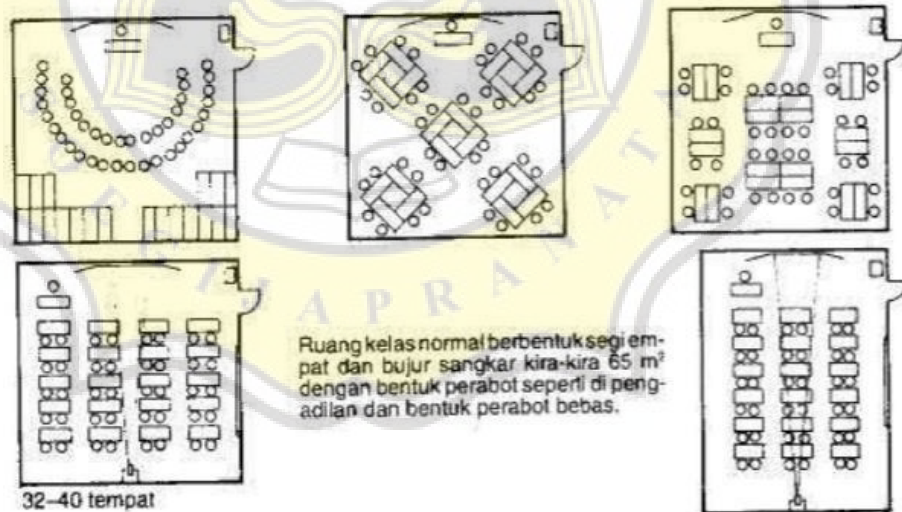 Ruang kelas normal berbentuk segi em-
pat dan bujur sangkar kira-kira 65 m²
dengan bentuk perabot seperti di peng-
adilan dan bentuk perabot bebas.
32–40 tempat